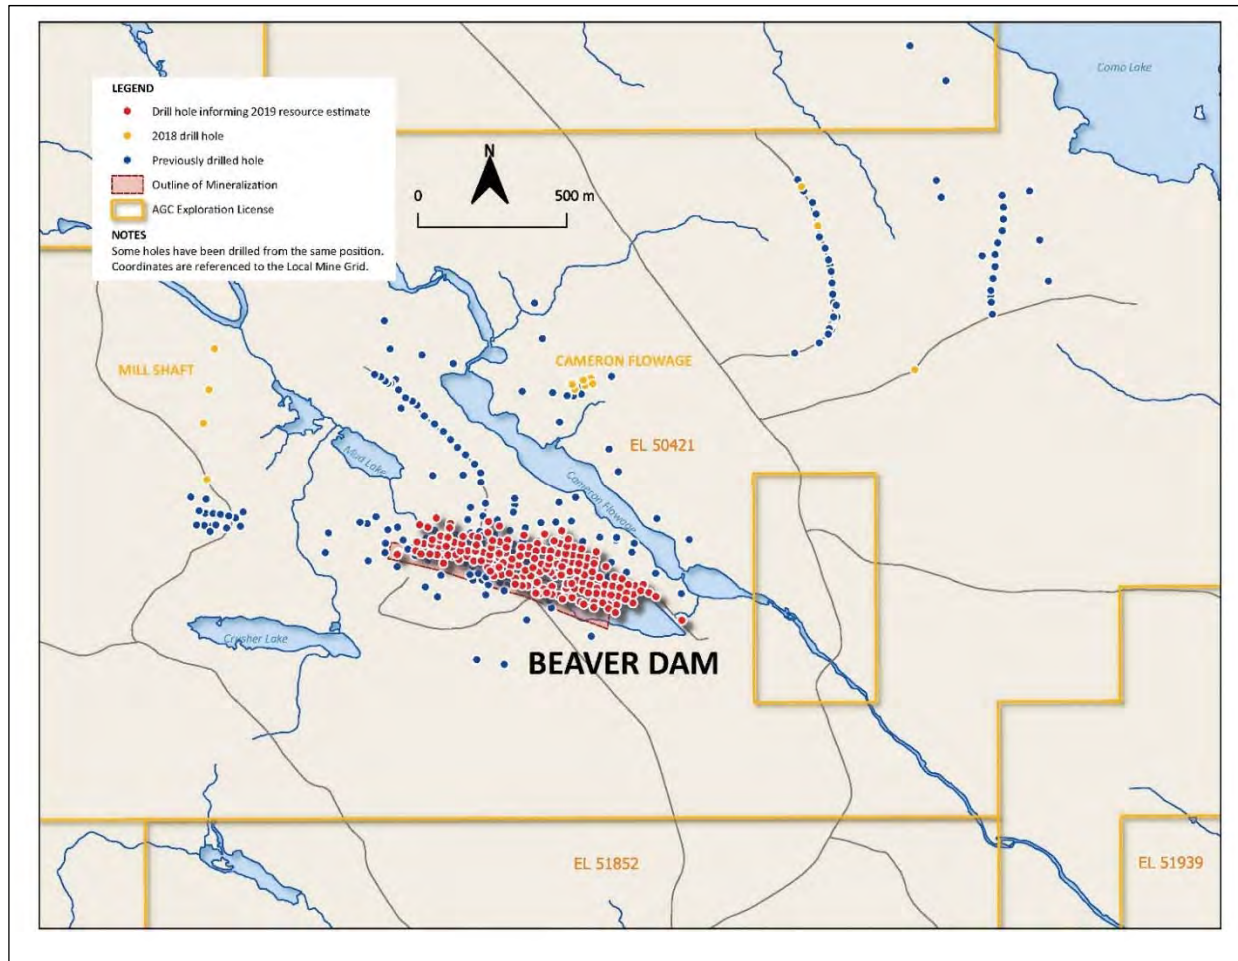 Como Lake
LEGEND
Drill hole informing 2019 resource estimate
2018 drill hole
Previously drilled hole
Outline of Mineralization
AGC Exploration License
NOTES
Some holes have been drilled from the same position.
Coordinates are referenced to the Local Mine Grid.
N
0 500 m
MILL SHAFT
CAMERON FLOWAGE
EL 50421
Mud Lake
Cameron Flowage
Crusher Lake
BEAVER DAM
EL 51852
EL 51939